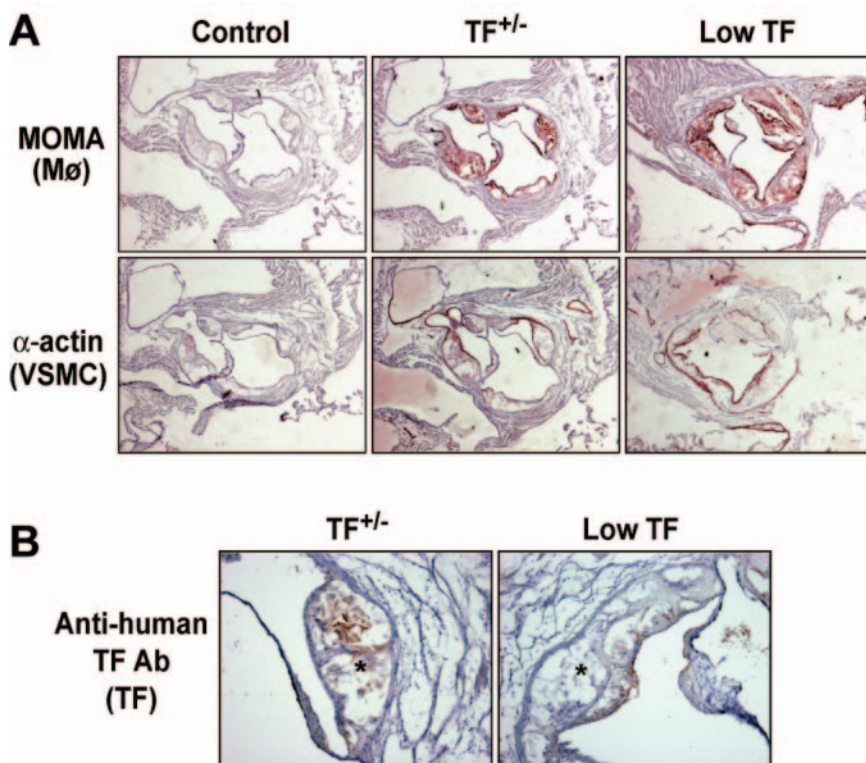 A
Control
TF+/-
Low TF
MOMA
(Mø)
α-actin
(VSMC)
B
TF+/-
Low TF
Anti-human
TF Ab
(TF)
*
*